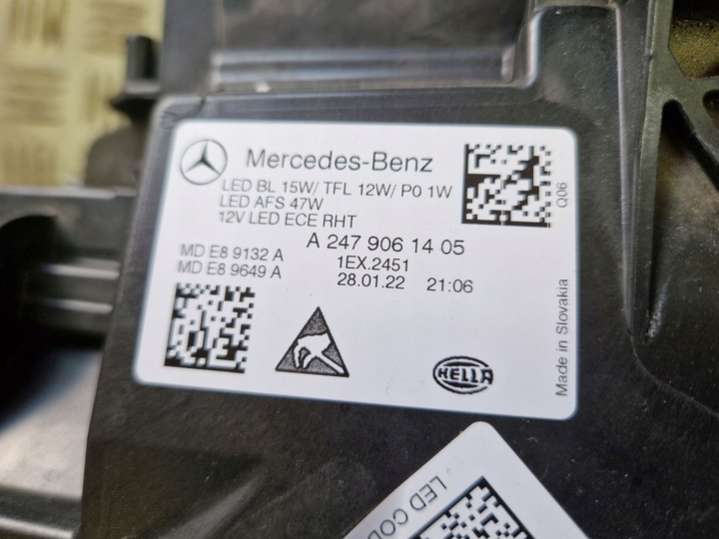 Mercedes-Benz
LED BL 15W/ TFL 12W/ PO 1W
LED AFS 47W
12V LED ECE RHT
A 247 906 14 05
MD E8 9132 A
1EX.2451
MD E8 9649 A
28.01.22 21:06
Q06
HELLA
Made in Slovakia
LED COD